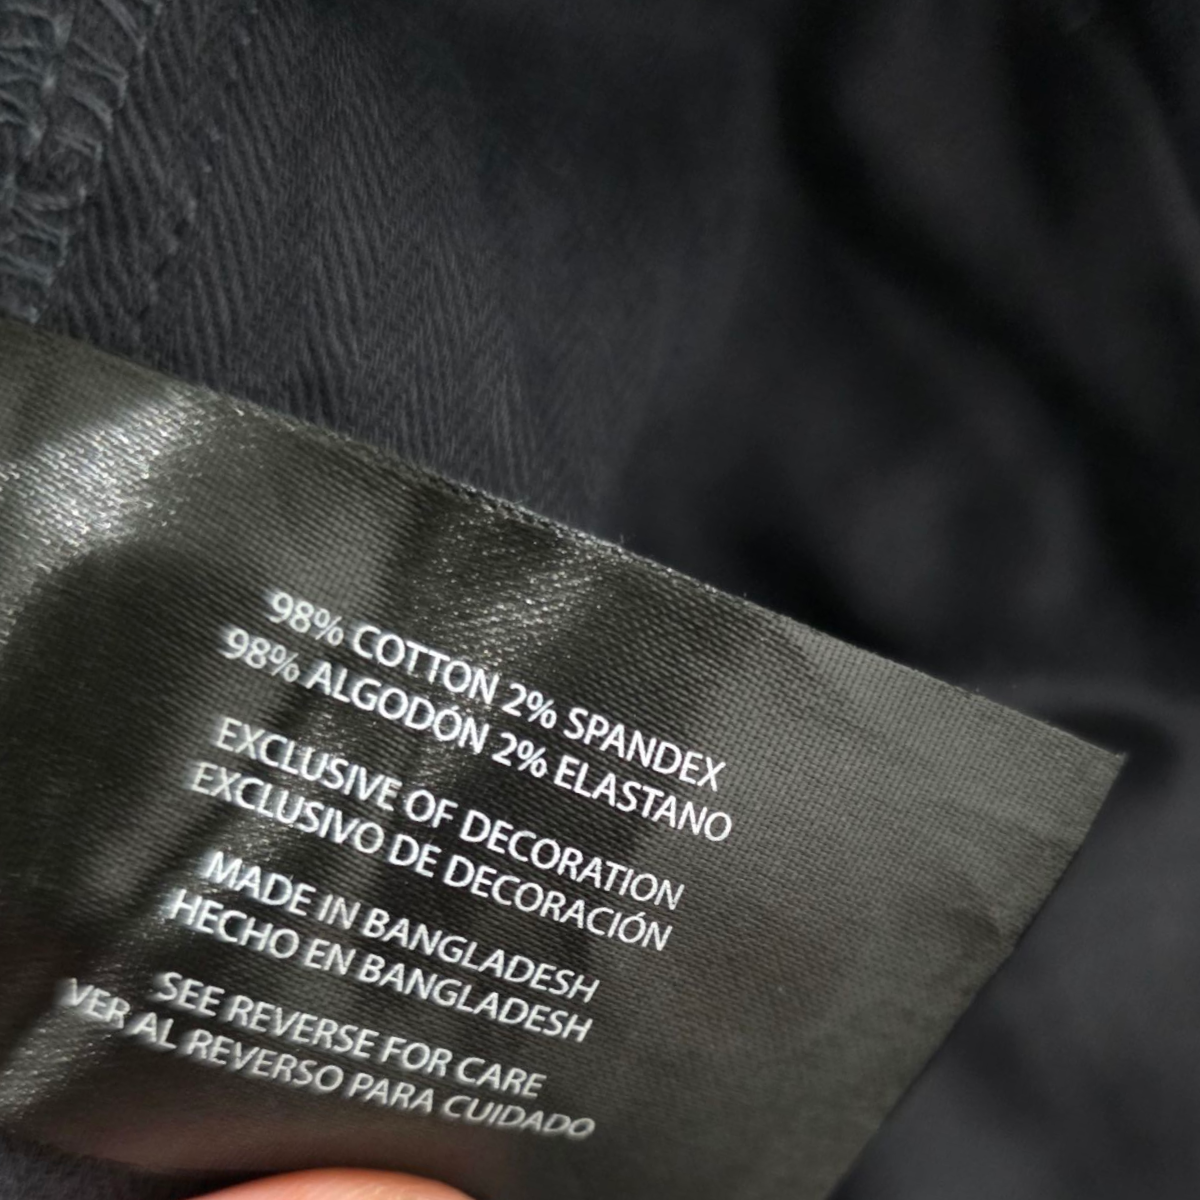 98% COTTON 2% SPANDEX
98% ALGODÓN 2% ELASTANO
EXCLUSIVE OF DECORATION
EXCLUSIVO DE DECORACIÓN
MADE IN BANGLADESH
HECHO EN BANGLADESH
SEE REVERSE FOR CARE
VER AL REVERSO PARA CUIDADO